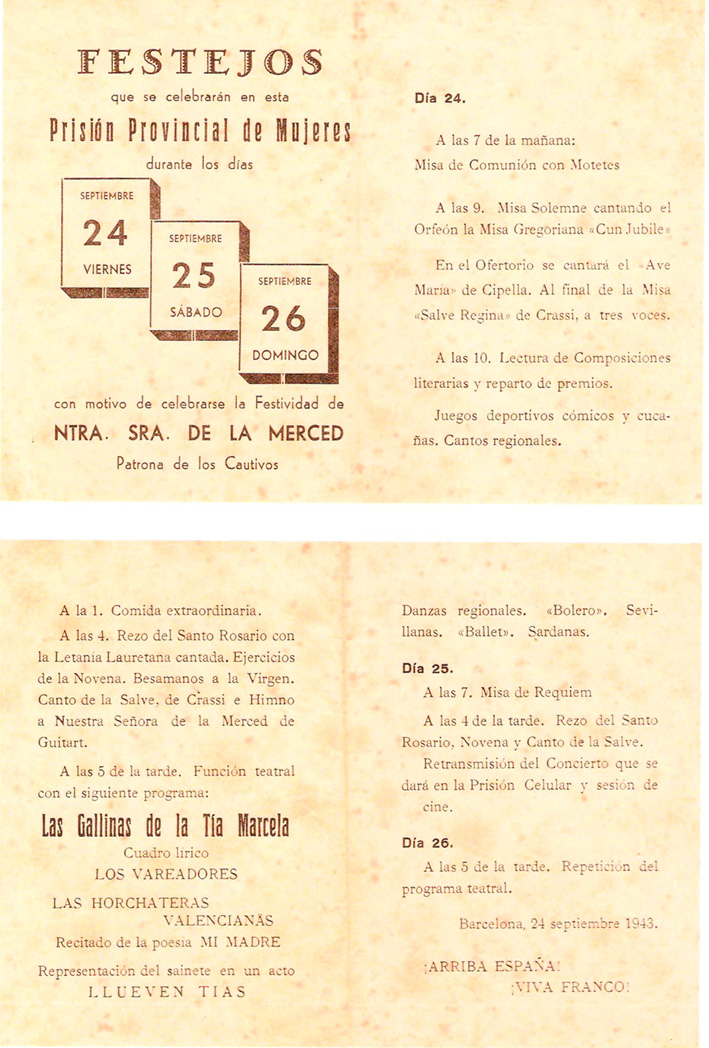 FESTEJOS
que se celebrarán en esta
Prisión Provincial de Mujeres
durante los días
SEPTIEMBRE
24
VIERNES
SEPTIEMBRE
25
SÁBADO
SEPTIEMBRE
26
DOMINGO
con motivo de celebrarse la Festividad de
NTRA. SRA. DE LA MERCED
Patrona de los Cautivos
Día 24.
A las 7 de la mañana:
Misa de Comunión con Motetes
A las 9. Misa Solemne cantando el
Orfeón la Misa Gregoriana «Cun Jubile»
En el Ofertorio se cantará el «Ave
Maria» de Cipella. Al final de la Misa
«Salve Regina» de Crassi, a tres voces.
A las 10. Lectura de Composiciones
literarias y reparto de premios.
Juegos deportivos cómicos y cuca-
ñas. Cantos regionales.
A la 1. Comida extraordinaria.
A las 4. Rezo del Santo Rosario con
la Letanía Lauretana cantada. Ejercicios
de la Novena. Besamanos a la Virgen.
Canto de la Salve, de Crassi e Himno
a Nuestra Señora de la Merced de
Guitart.
A las 5 de la tarde. Función teatral
con el siguiente programa:
Las Gallinas de la Tía Marcela
Cuadro lírico
LOS VAREADORES
LAS HORCHATERAS
VALENCIANAS
Recitado de la poesia MI MADRE
Representación del sainete en un acto
LLUEVEN TIAS
Danzas regionales. «Bolero». Sevi-
llanas. «Ballet». Sardanas.
Día 25.
A las 7. Misa de Requiem
A las 4 de la tarde. Rezo del Santo
Rosario, Novena y Canto de la Salve.
Retransmisión del Concierto que se
dará en la Prisión Celular y sesión de
cine.
Día 26.
A las 5 de la tarde. Repetición del
programa teatral.
Barcelona, 24 septiembre 1943.
¡ARRIBA ESPAÑA!
¡VIVA FRANCO!